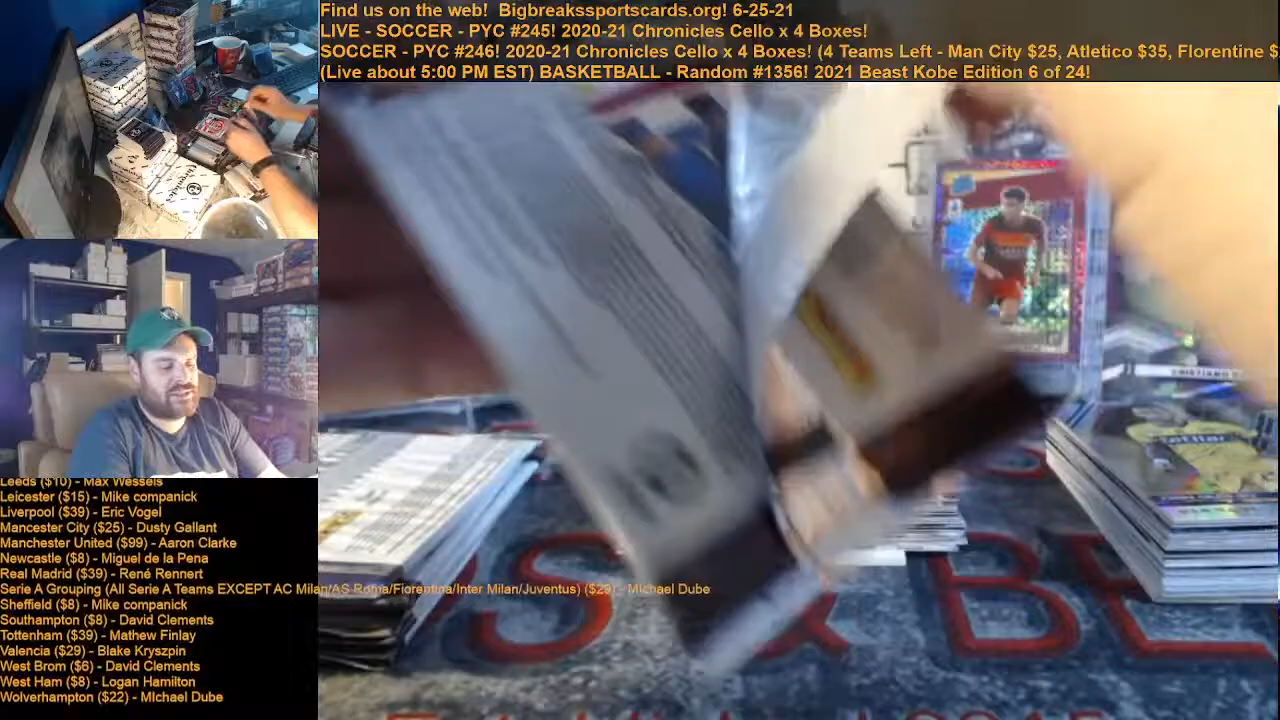 Find us on the web!  Bigbreakssportscards.org! 6-25-21
LIVE - SOCCER - PYC #245! 2020-21 Chronicles Cello x 4 Boxes!
SOCCER - PYC #246! 2020-21 Chronicles Cello x 4 Boxes! (4 Teams Left - Man City $25, Atletico $35, Florentine $
(Live about 5:00 PM EST) BASKETBALL - Random #1356! 2021 Beast Kobe Edition 6 of 24!
Leeds ($10) - Max Wessels
Leicester ($15) - Mike companick
Liverpool ($39) - Eric Vogel
Mancester City ($25) - Dusty Gallant
Manchester United ($99) - Aaron Clarke
Newcastle ($8) - Miguel de la Pena
Real Madrid ($39) - René Rennert
Serie A Grouping (All Serie A Teams EXCEPT AC Milan/AS Roma/Fiorentina/Inter Milan/Juventus) ($29) - Michael Dube
Sheffield ($8) - Mike companick
Southampton ($8) - David Clements
Tottenham ($39) - Mathew Finlay
Valencia ($29) - Blake Kryszpin
West Brom ($6) - David Clements
West Ham ($8) - Logan Hamilton
Wolverhampton ($22) - MIchael Dube
S & BE